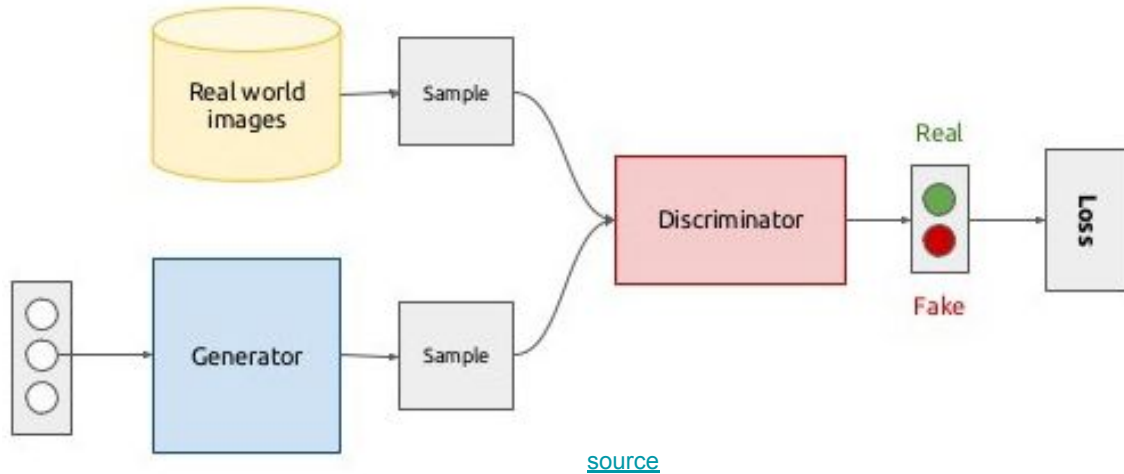 Real world
images
Sample
Real
Discriminator
Loss
Fake
Generator
Sample
source